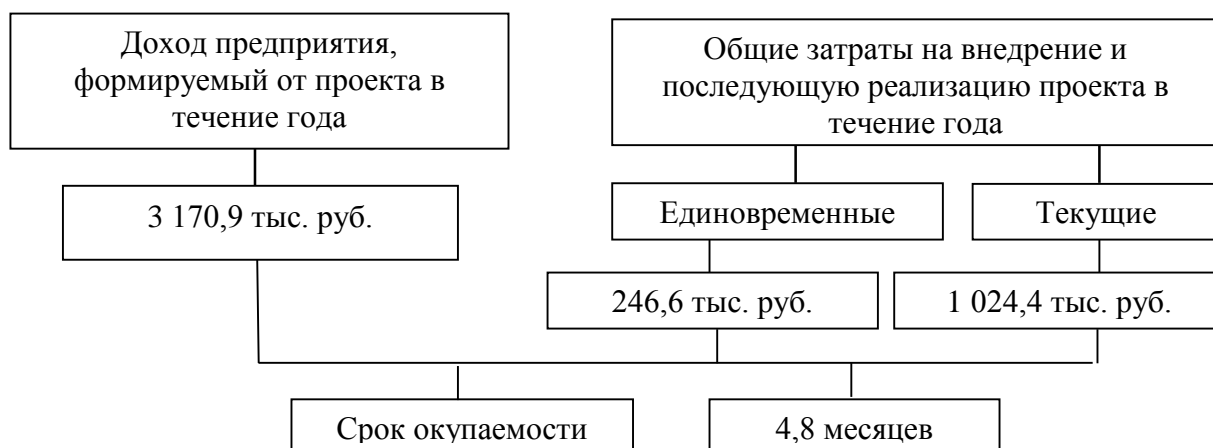 Доход предприятия,
формируемый от проекта в
течение года
Общие затраты на внедрение и
последующую реализацию проекта в
течение года
3 170,9 тыс. руб.
Единовременные
Текущие
246,6 тыс. руб.
1 024,4 тыс. руб.
Срок окупаемости
4,8 месяцев